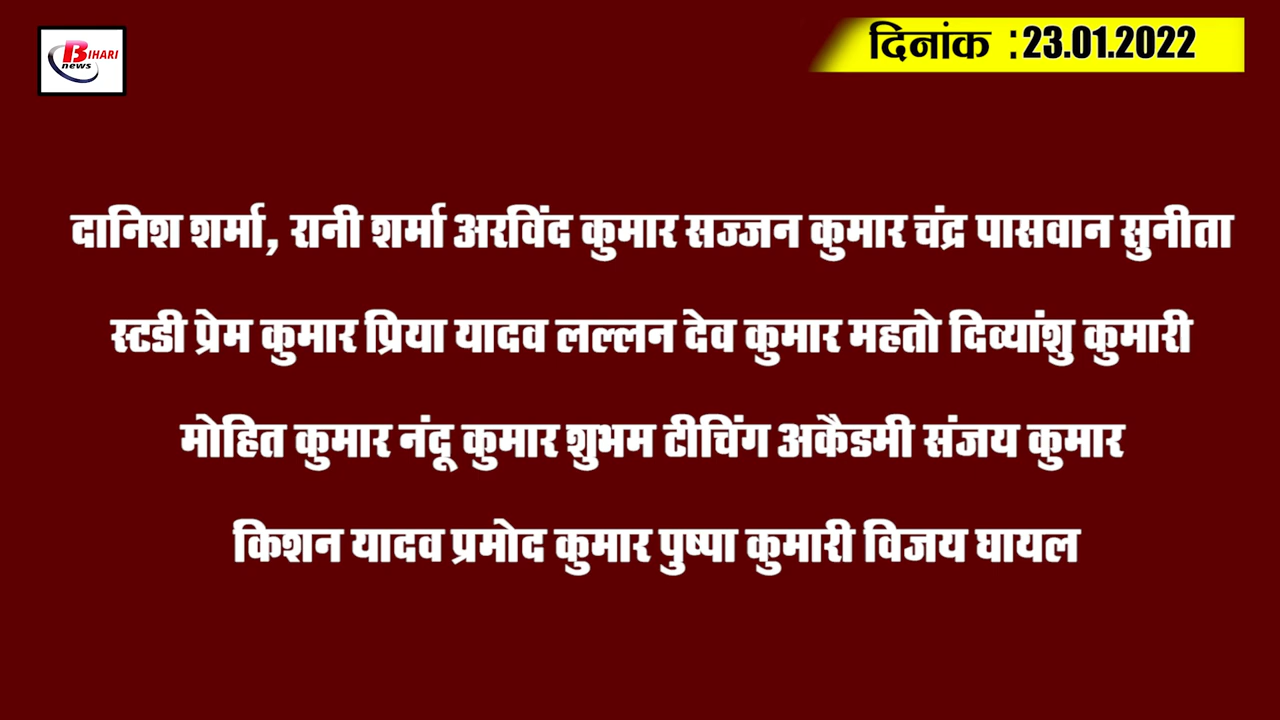 BIHARI
news
दिनांक :23.01.2022
दानिश शर्मा, रानी शर्मा अरविंद कुमार सज्जन कुमार चंद्र पासवान सुनीता
स्टडी प्रेम कुमार प्रिया यादव लल्लन देव कुमार महतो दिव्यांशु कुमारी
मोहित कुमार नंदू कुमार शुभम टीचिंग अकैडमी संजय कुमार
किशन यादव प्रमोद कुमार पुष्पा कुमारी विजय घायल